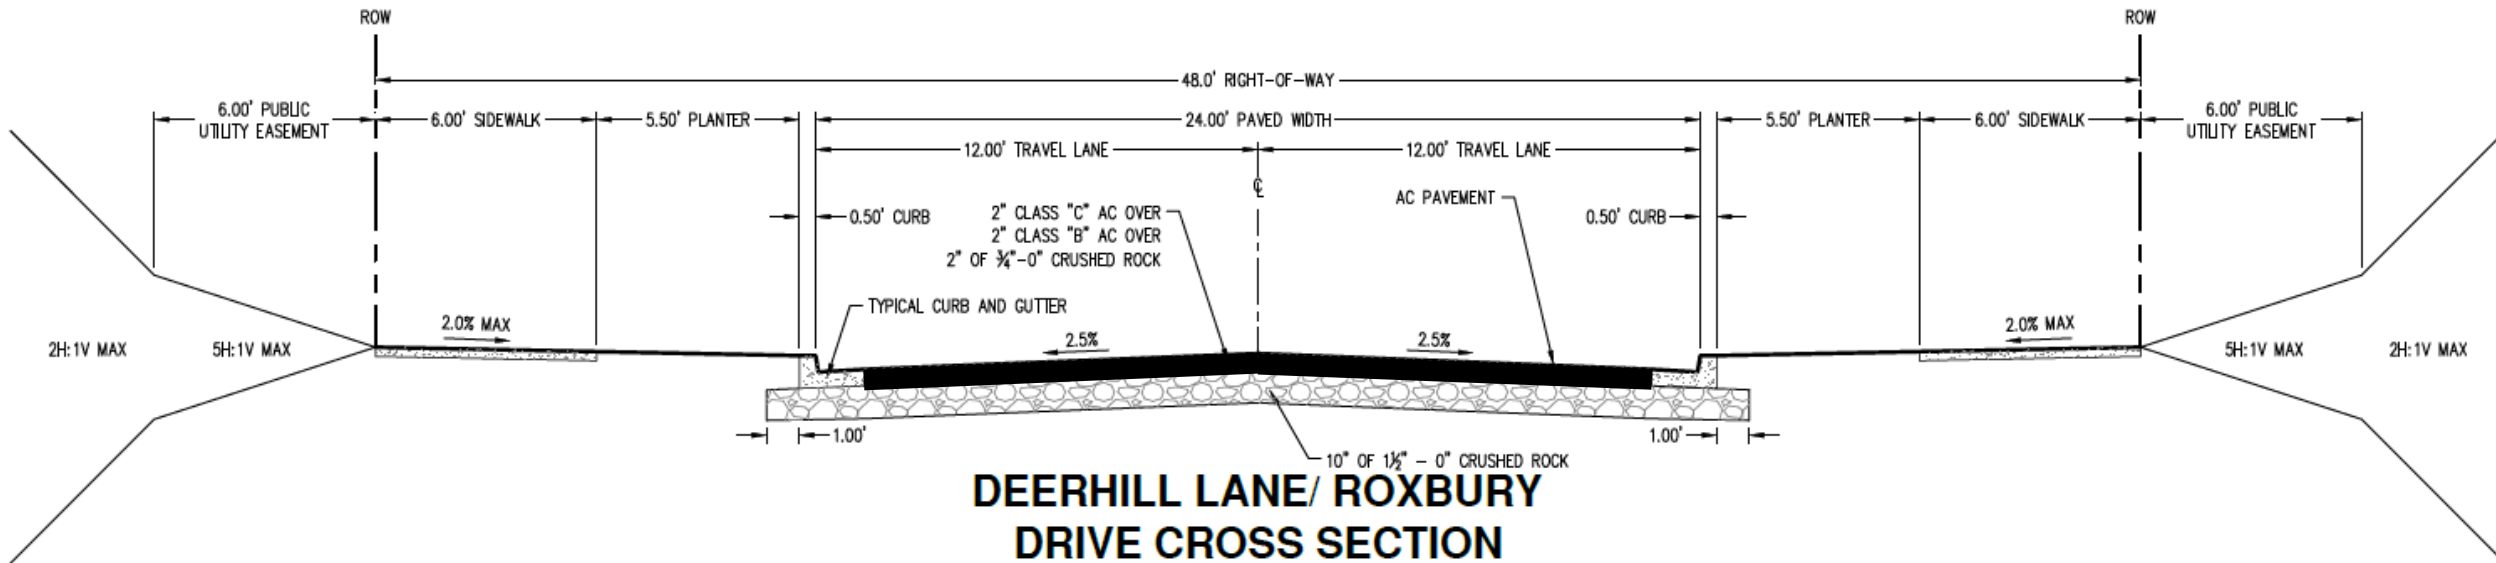 ROW
ROW
48.0' RIGHT-OF-WAY
6.00' PUBLIC
UTILITY EASEMENT
6.00' SIDEWALK
5.50' PLANTER
24.00' PAVED WIDTH
5.50' PLANTER
6.00' SIDEWALK
6.00' PUBLIC
UTILITY EASEMENT
12.00' TRAVEL LANE
12.00' TRAVEL LANE
℄
0.50' CURB
2" CLASS "C" AC OVER
2" CLASS "B" AC OVER
2" OF ¾"-0" CRUSHED ROCK
AC PAVEMENT
0.50' CURB
TYPICAL CURB AND GUTTER
2.0% MAX
2.5%
2.5%
2.0% MAX
2H:1V MAX
5H:1V MAX
5H:1V MAX
2H:1V MAX
1.00'
1.00'
10" OF 1½" - 0" CRUSHED ROCK
DEERHILL LANE/ ROXBURY
DRIVE CROSS SECTION